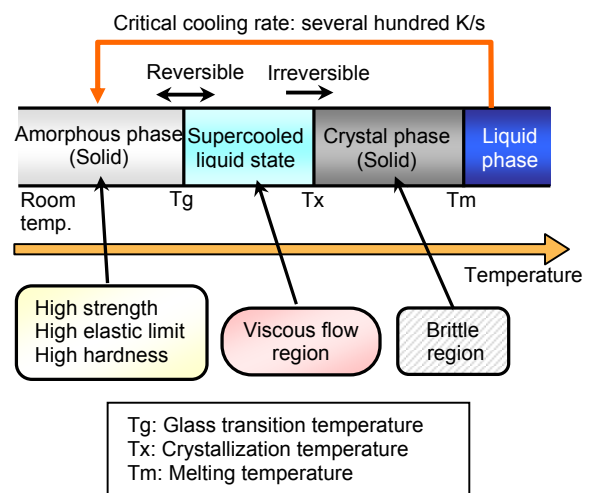 Critical cooling rate: several hundred K/s
Reversible
Irreversible
Amorphous phase
(Solid)
Supercooled
liquid state
Crystal phase
(Solid)
Liquid
phase
Room
temp.
Tg
Tx
Tm
Temperature
High strength
High elastic limit
High hardness
Viscous flow
region
Brittle
region
Tg: Glass transition temperature
Tx: Crystallization temperature
Tm: Melting temperature